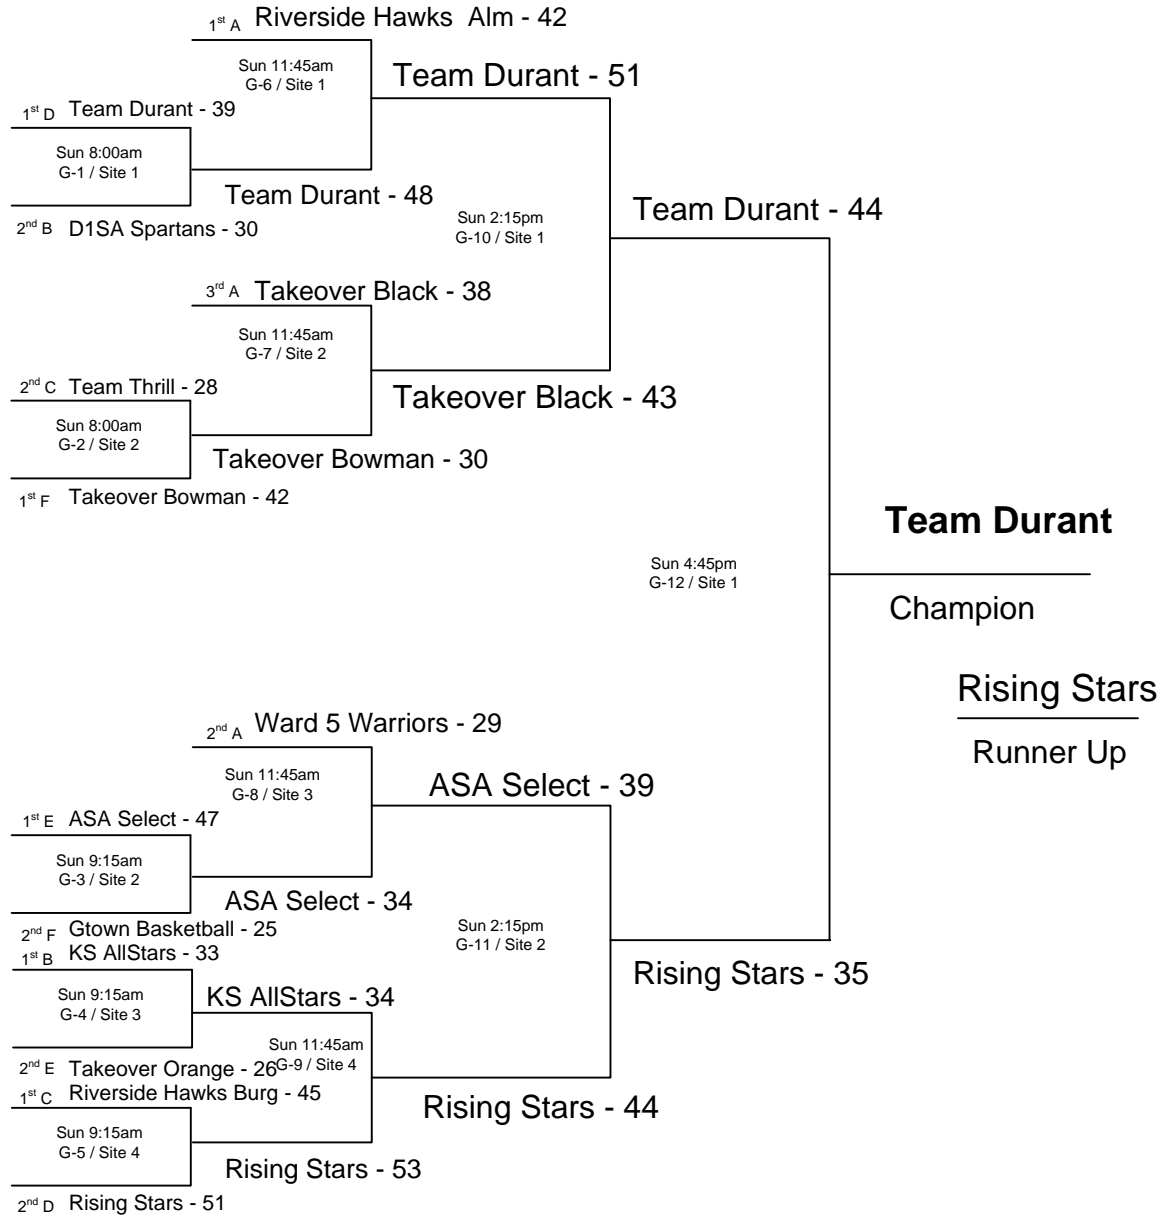 1st A Riverside Hawks Alm - 42
Sun 11:45am
G-6 / Site 1
Team Durant - 51
1st D Team Durant - 39
Sun 8:00am
G-1 / Site 1
Team Durant - 48
2nd B D1SA Spartans - 30
Sun 2:15pm
G-10 / Site 1
Team Durant - 44
3rd A Takeover Black - 38
Sun 11:45am
G-7 / Site 2
2nd C Team Thrill - 28
Takeover Black - 43
Sun 8:00am
G-2 / Site 2
Takeover Bowman - 30
1st F Takeover Bowman - 42
Team Durant
Sun 4:45pm
G-12 / Site 1
Champion
Rising Stars
Runner Up
2nd A Ward 5 Warriors - 29
Sun 11:45am
G-8 / Site 3
ASA Select - 39
1st E ASA Select - 47
Sun 9:15am
G-3 / Site 2
ASA Select - 34
2nd F Gtown Basketball - 25
Sun 2:15pm
G-11 / Site 2
1st B KS AllStars - 33
Rising Stars - 35
Sun 9:15am
G-4 / Site 3
KS AllStars - 34
Sun 11:45am
G-9 / Site 4
2nd E Takeover Orange - 26
1st C Riverside Hawks Burg - 45
Rising Stars - 44
Sun 9:15am
G-5 / Site 4
Rising Stars - 53
2nd D Rising Stars - 51